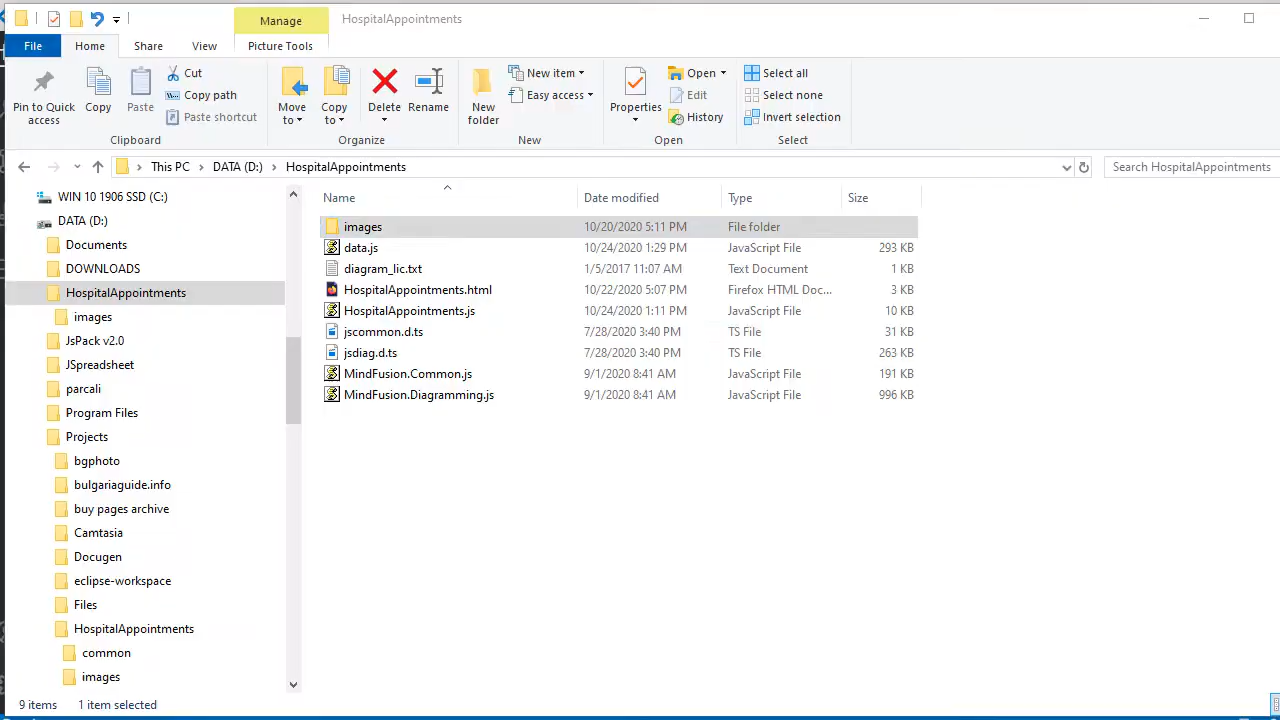 Manage
HospitalAppointments
File
Home
Share
View
Picture Tools
Pin to Quick access
Copy
Paste
Cut
Copy path
Paste shortcut
Clipboard
Move to
Copy to
Delete
Rename
Organize
New folder
New item
Easy access
New
Properties
Open
Edit
History
Open
Select all
Select none
Invert selection
Select
This PC > DATA (D:) > HospitalAppointments
Search HospitalAppointments
WIN 10 1906 SSD (C:)
DATA (D:)
Documents
DOWNLOADS
HospitalAppointments
images
JsPack v2.0
JSpreadsheet
parcali
Program Files
Projects
bgphoto
bulgariaguide.info
buy pages archive
Camtasia
Docugen
eclipse-workspace
Files
HospitalAppointments
common
images
Name Date modified Type Size
images 10/20/2020 5:11 PM File folder
data.js 10/24/2020 1:29 PM JavaScript File 293 KB
diagram_lic.txt 1/5/2017 11:07 AM Text Document 1 KB
HospitalAppointments.html 10/22/2020 5:07 PM Firefox HTML Doc... 3 KB
HospitalAppointments.js 10/24/2020 1:11 PM JavaScript File 10 KB
jscommon.d.ts 7/28/2020 3:40 PM TS File 31 KB
jsdiag.d.ts 7/28/2020 3:40 PM TS File 263 KB
MindFusion.Common.js 9/1/2020 8:41 AM JavaScript File 191 KB
MindFusion.Diagramming.js 9/1/2020 8:41 AM JavaScript File 996 KB
9 items 1 item selected